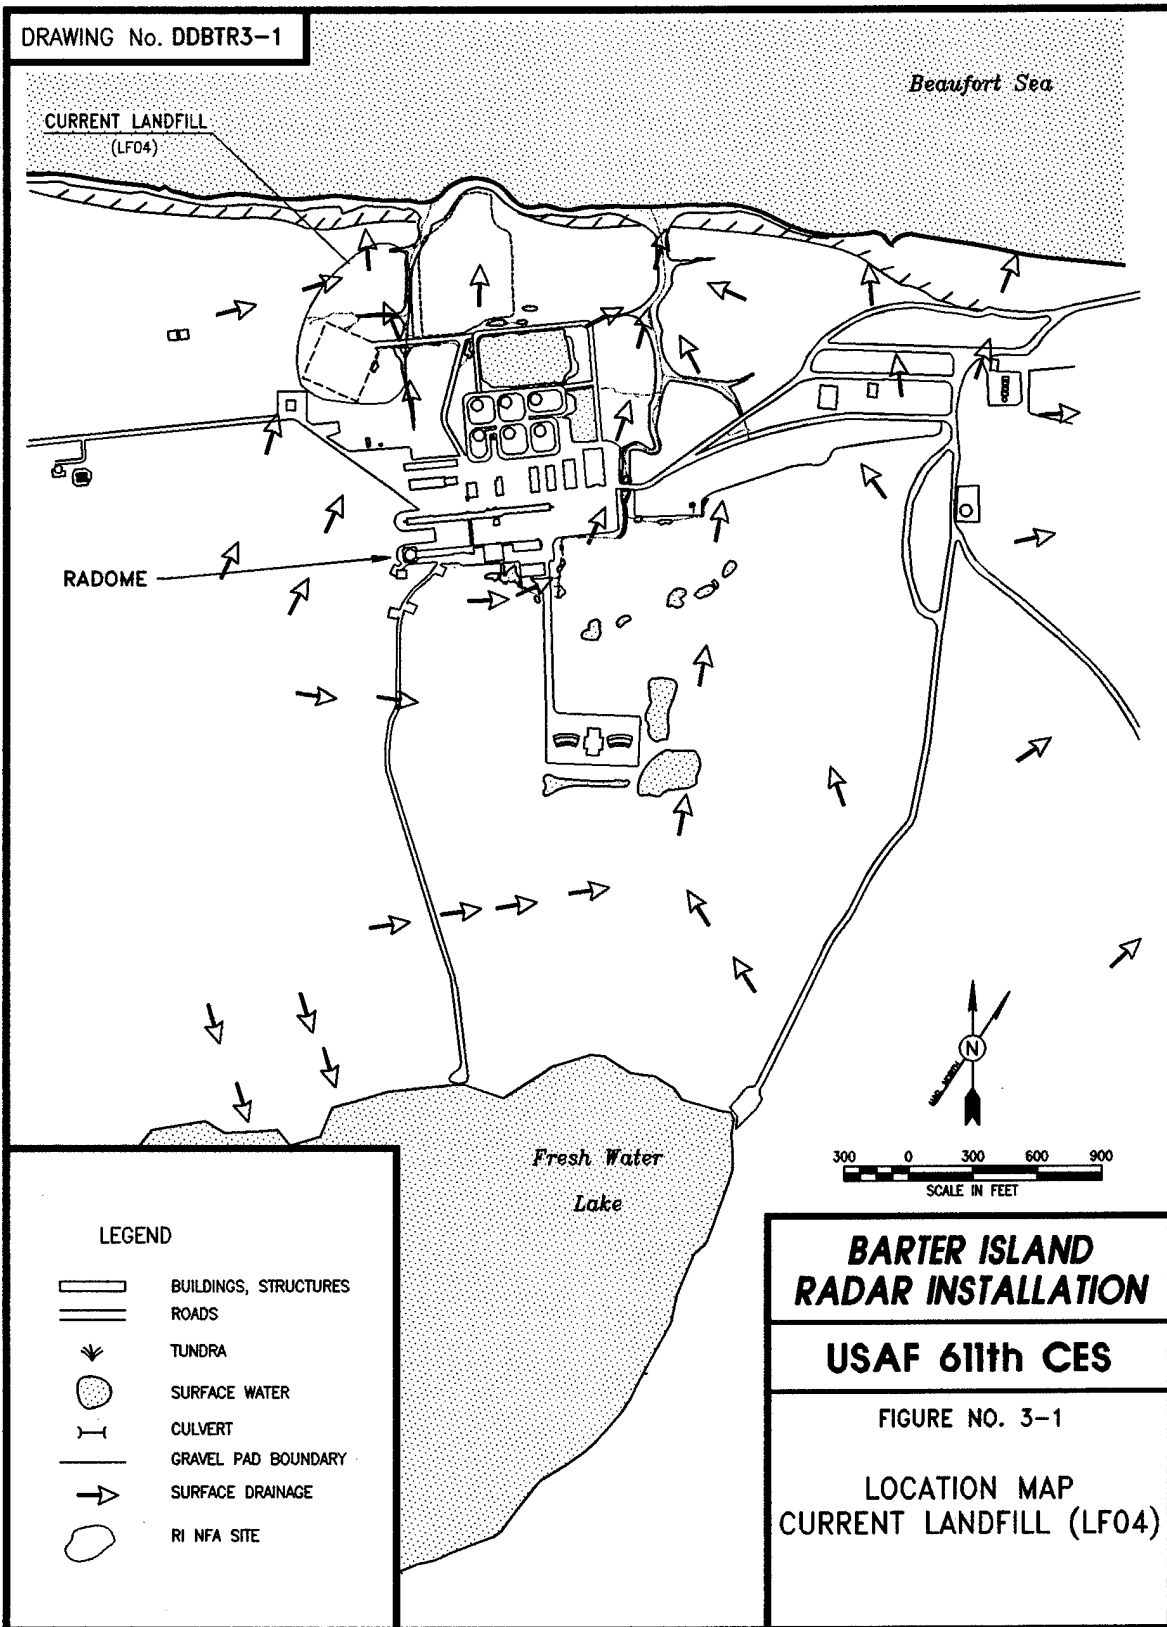 DRAWING No. DDBTR3-1
Beaufort Sea
CURRENT LANDFILL
(LF04)
RADOME
N
MAP NORTH
300 0 300 600 900
SCALE IN FEET
Fresh Water
Lake
LEGEND
BUILDINGS, STRUCTURES
ROADS
TUNDRA
SURFACE WATER
CULVERT
GRAVEL PAD BOUNDARY
SURFACE DRAINAGE
RI NFA SITE
BARTER ISLAND
RADAR INSTALLATION
USAF 611th CES
FIGURE NO. 3-1
LOCATION MAP
CURRENT LANDFILL (LF04)